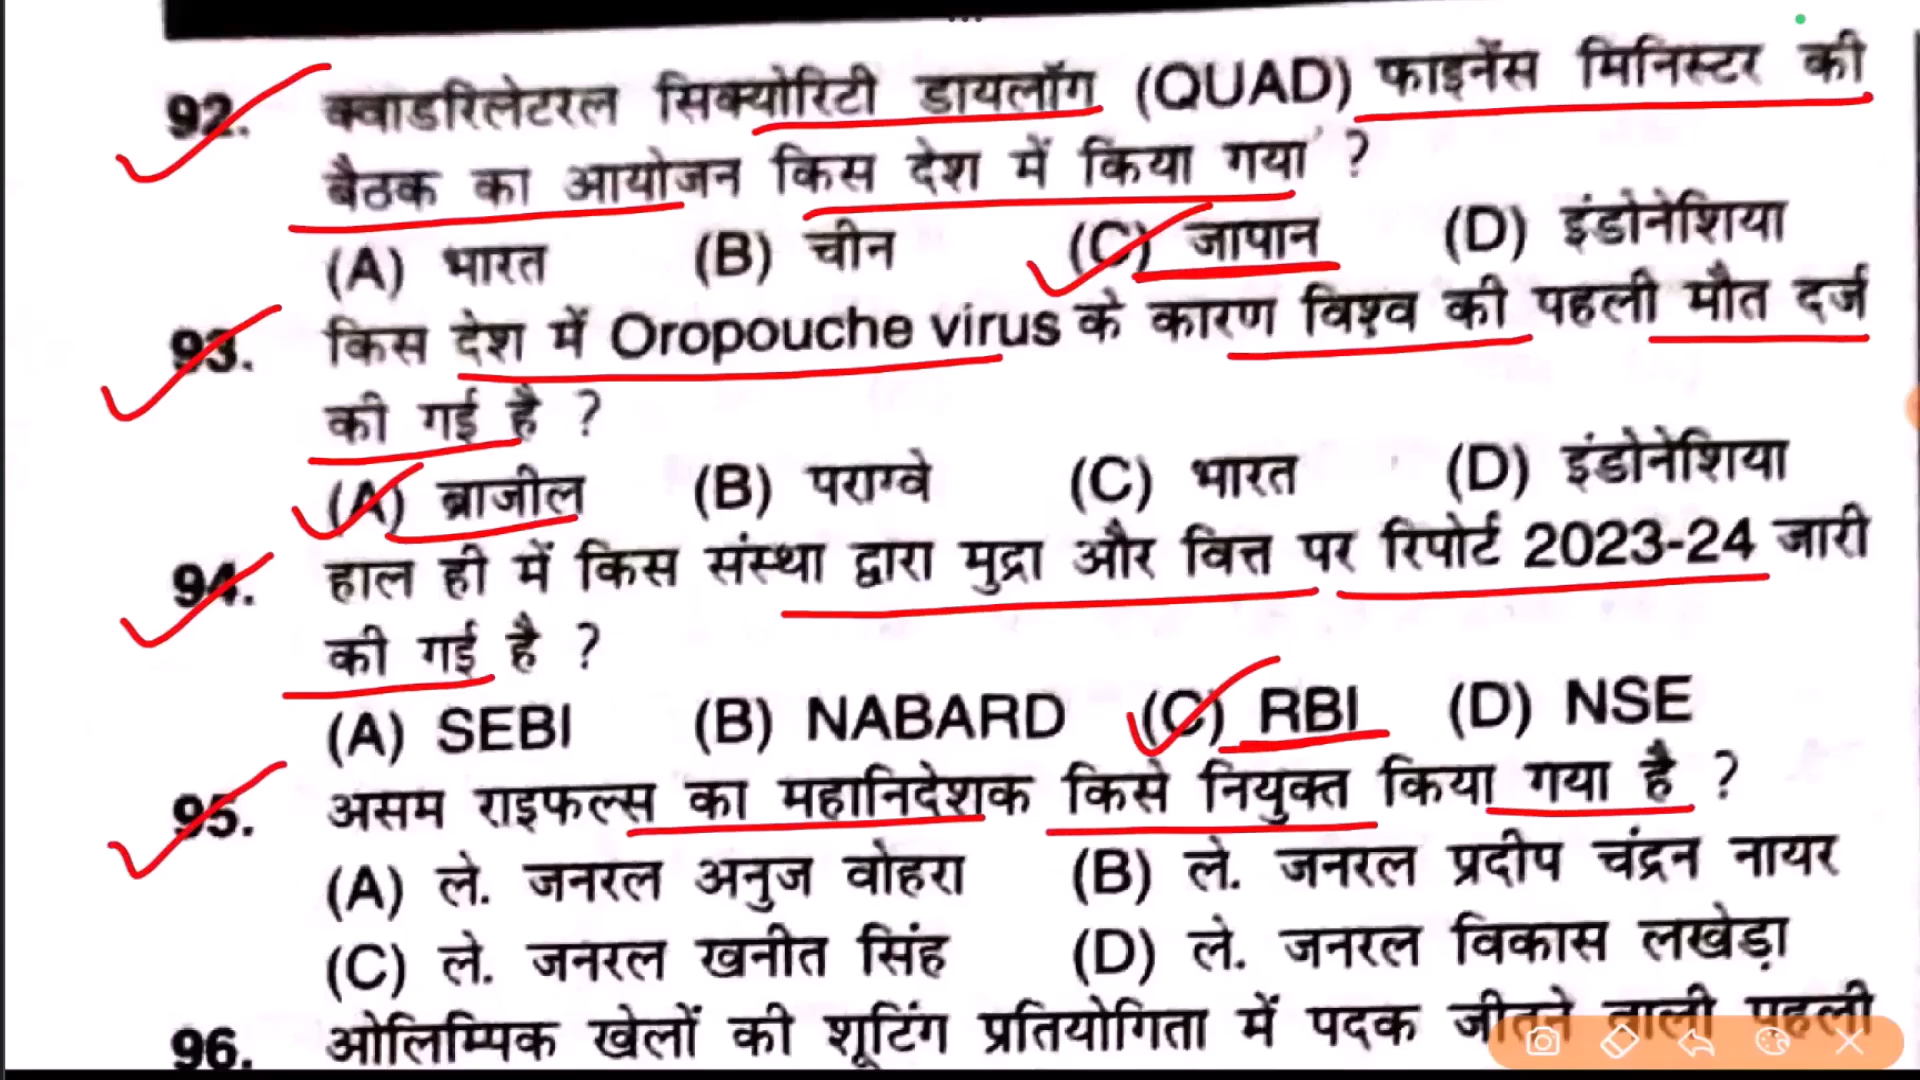 92. क्वाडरिलेटरल सिक्योरिटी डायलॉग (QUAD) फाइनेंस मिनिस्टर की
बैठक का आयोजन किस देश में किया गया ?
(A) भारत (B) चीन (C) जापान (D) इंडोनेशिया
93. किस देश में Oropouche virus के कारण विश्व की पहली मौत दर्ज
की गई है ?
(A) ब्राजील (B) पराग्वे (C) भारत (D) इंडोनेशिया
94. हाल ही में किस संस्था द्वारा मुद्रा और वित्त पर रिपोर्ट 2023-24 जारी
की गई है ?
(A) SEBI (B) NABARD (C) RBI (D) NSE
95. असम राइफल्स का महानिदेशक किसे नियुक्त किया गया है ?
(A) ले. जनरल अनुज वोहरा (B) ले. जनरल प्रदीप चंद्रन नायर
(C) ले. जनरल खनीत सिंह (D) ले. जनरल विकास लखेड़ा
96. ओलिम्पिक खेलों की शूटिंग प्रतियोगिता में पदक जीतने वाली पहली